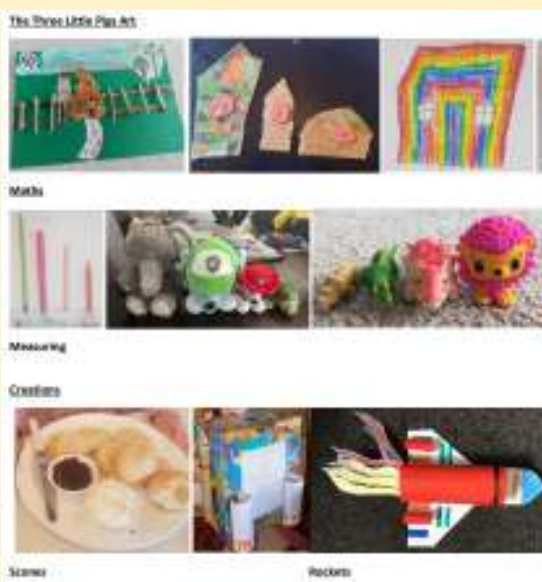 The Three Little Pigs Art
Maths
Measuring
Creations
Scones
Rockets